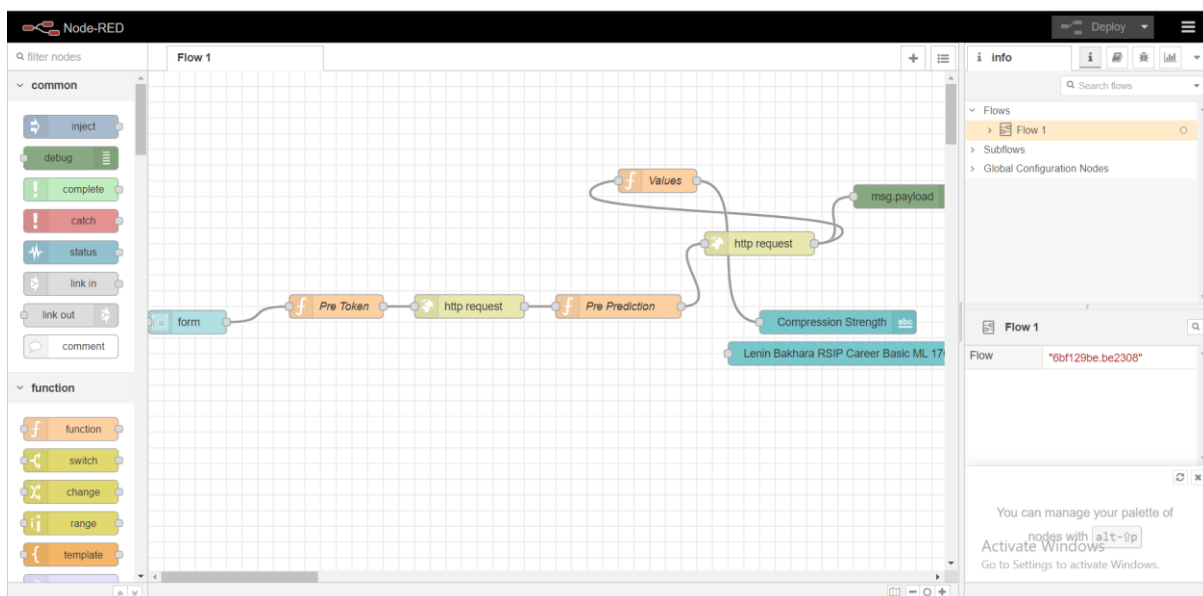 Node-RED
Deploy
filter nodes
Flow 1
info
i
common
Search flows
inject
Flows
Flow 1
debug
Subflows
complete
Values
Global Configuration Nodes
catch
msg.payload
status
http request
link in
Pre Token
http request
Pre Prediction
link out
form
Compression Strength
abc
Flow 1
comment
Lenin Bakhara RSIP Career Basic ML 17
Flow
"6bf129be.be2308"
function
function
switch
change
You can manage your palette of
range
nodes with alt-⇧p
Activate Windows
template
Go to Settings to activate Windows.